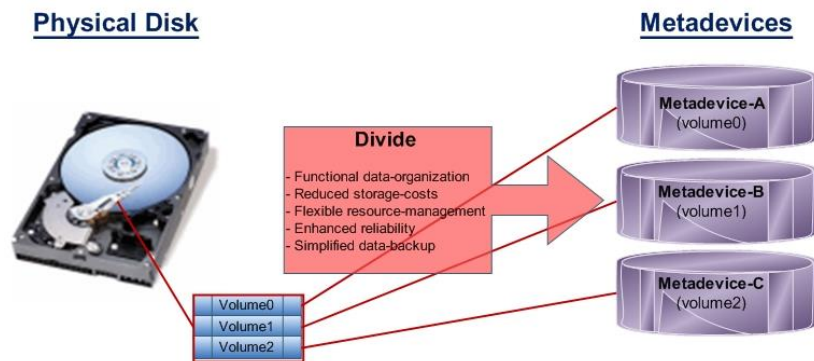 Physical Disk
Metadevices
Divide
- Functional data-organization
- Reduced storage-costs
- Flexible resource-management
- Enhanced reliability
- Simplified data-backup
Volume0
Volume1
Volume2
Metadevice-A
(volume0)
Metadevice-B
(volume1)
Metadevice-C
(volume2)